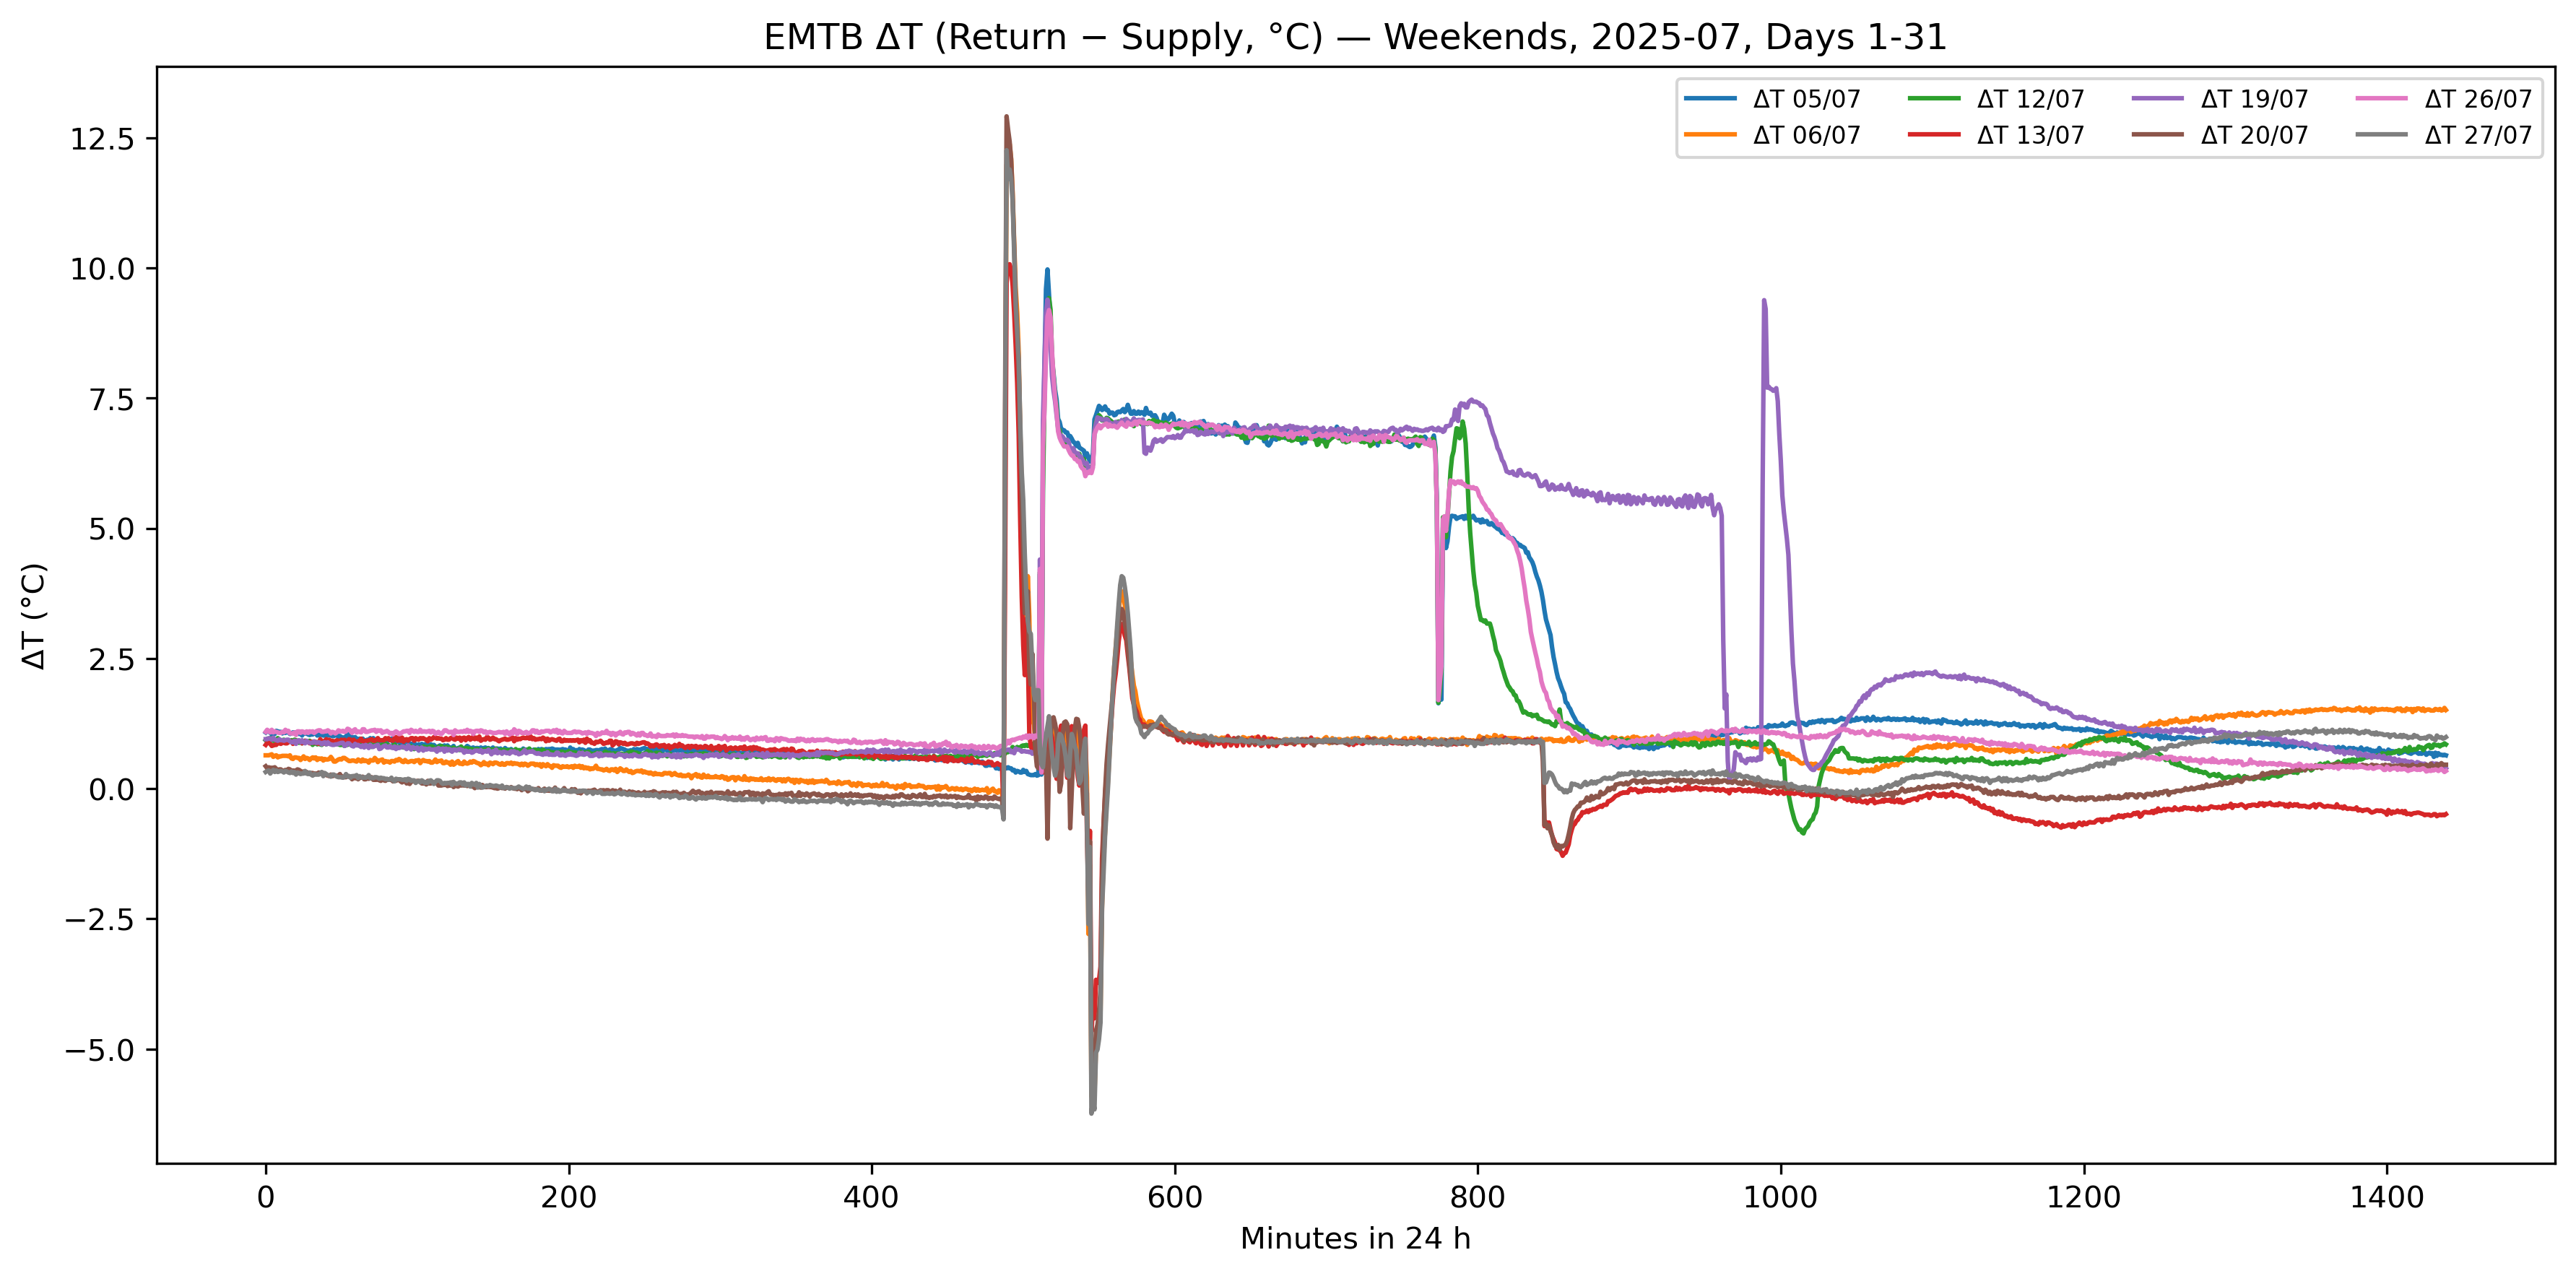 EMTB ΔT (Return − Supply, °C) — Weekends, 2025-07, Days 1-31
ΔT 05/07 ΔT 12/07 ΔT 19/07 ΔT 26/07
ΔT 06/07 ΔT 13/07 ΔT 20/07 ΔT 27/07
12.5
10.0
7.5
5.0
2.5
0.0
−2.5
−5.0
ΔT (°C)
0 200 400 600 800 1000 1200 1400
Minutes in 24 h